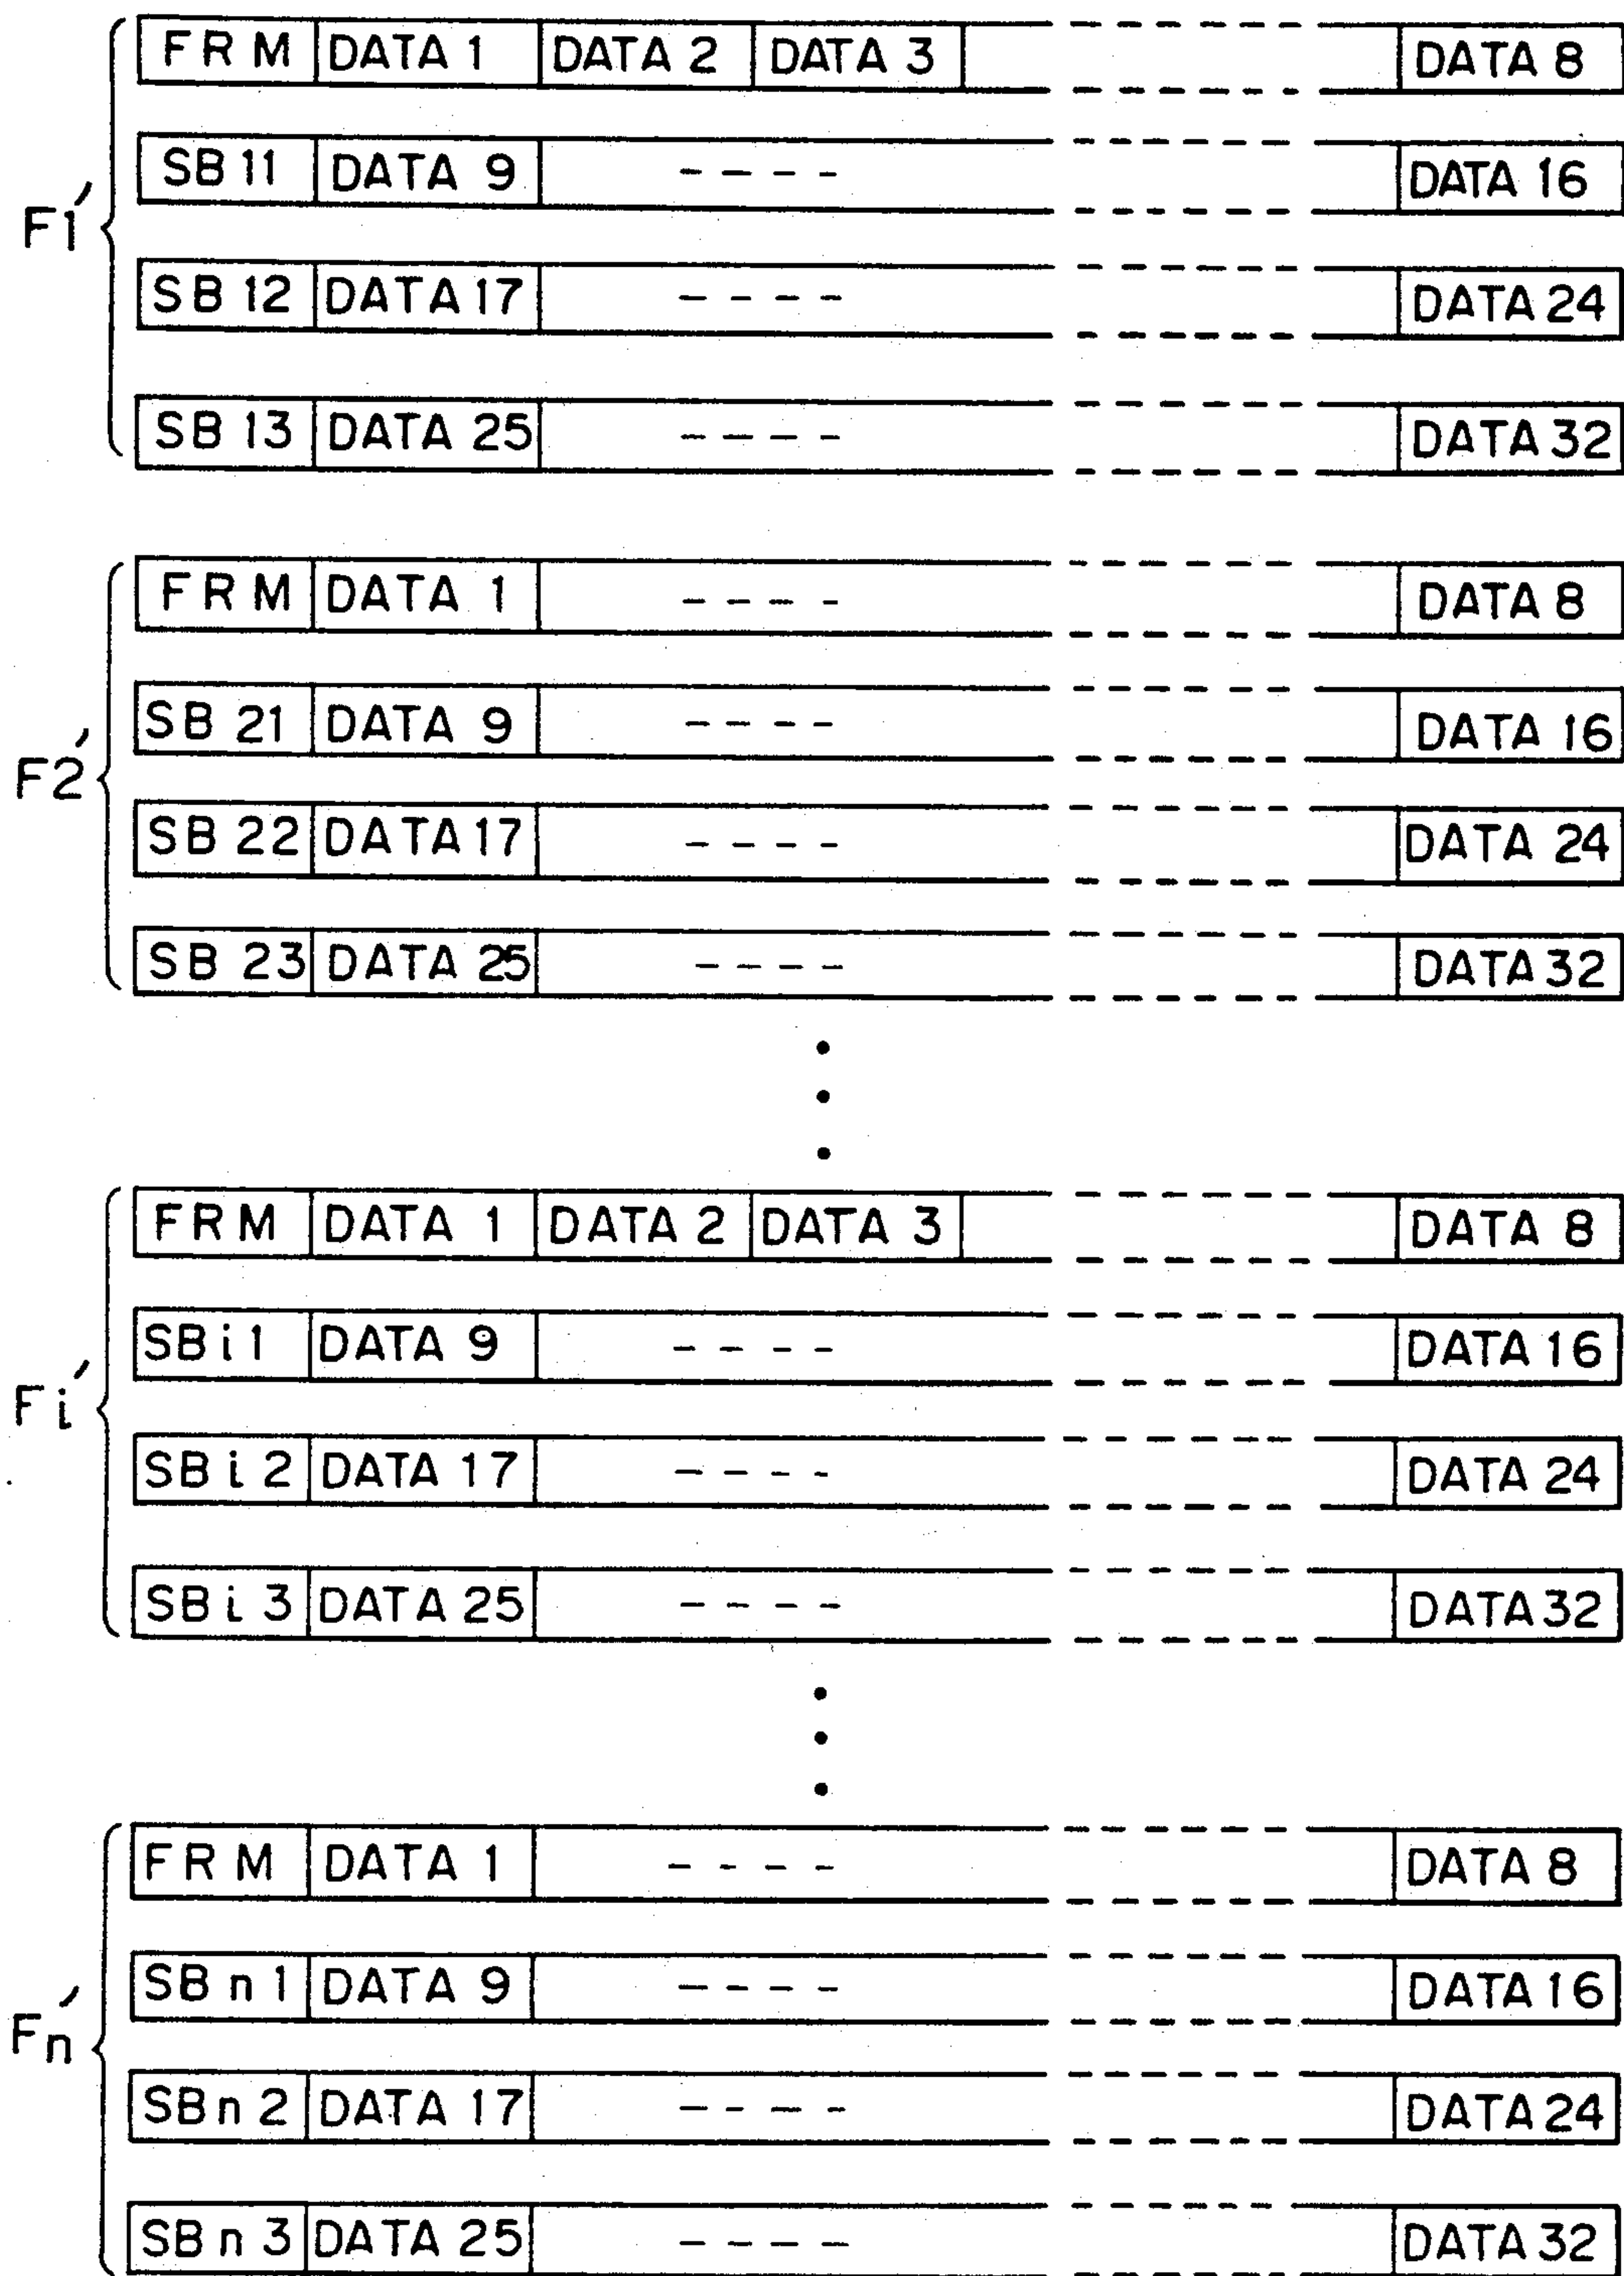 FRM DATA 1 DATA 2 DATA 3 DATA 8
SB 11 DATA 9 ---- DATA 16
F1′
SB 12 DATA 17 ---- DATA 24
SB 13 DATA 25 ---- DATA 32
FRM DATA 1 ---- DATA 8
SB 21 DATA 9 ---- DATA 16
F2′
SB 22 DATA 17 ---- DATA 24
SB 23 DATA 25 ---- DATA 32
FRM DATA 1 DATA 2 DATA 3 DATA 8
SBi1 DATA 9 ---- DATA 16
Fi′
SBi2 DATA 17 ---- DATA 24
SBi3 DATA 25 ---- DATA 32
FRM DATA 1 ---- DATA 8
SBn1 DATA 9 ---- DATA 16
Fn′
SBn2 DATA 17 ---- DATA 24
SBn3 DATA 25 ---- DATA 32